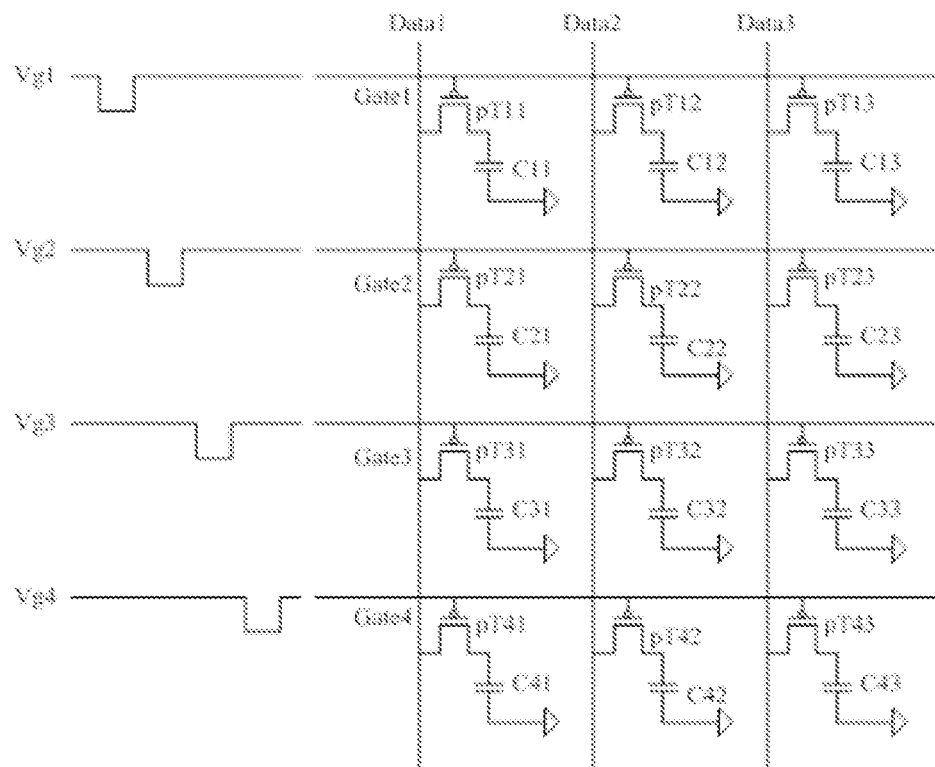 Data1 Data2 Data3
Vg1
Gate1 pT11 pT12 pT13
C11 C12 C13
Vg2
Gate2 pT21 pT22 pT23
C21 C22 C23
Vg3
Gate3 pT31 pT32 pT33
C31 C32 C33
Vg4
Gate4 pT41 pT42 pT43
C41 C42 C43